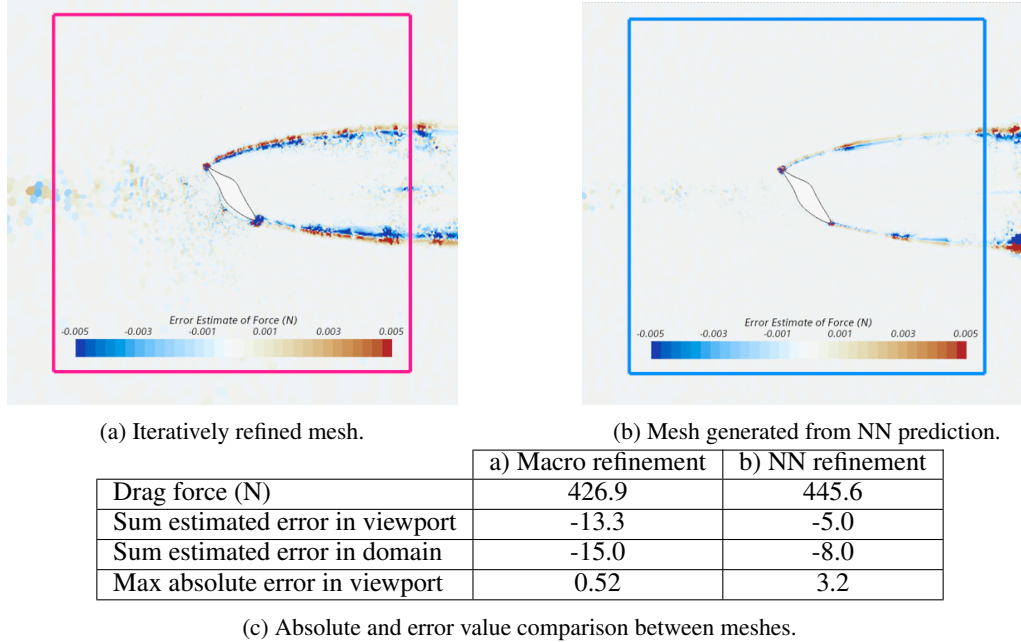 Error Estimate of Force (N)
-0.005 -0.003 -0.001 0.001 0.003 0.005
Error Estimate of Force (N)
-0.005 -0.003 -0.001 0.001 0.003 0.005
(a) Iteratively refined mesh.
(b) Mesh generated from NN prediction.
a) Macro refinement b) NN refinement
Drag force (N) 426.9 445.6
Sum estimated error in viewport -13.3 -5.0
Sum estimated error in domain -15.0 -8.0
Max absolute error in viewport 0.52 3.2
(c) Absolute and error value comparison between meshes.